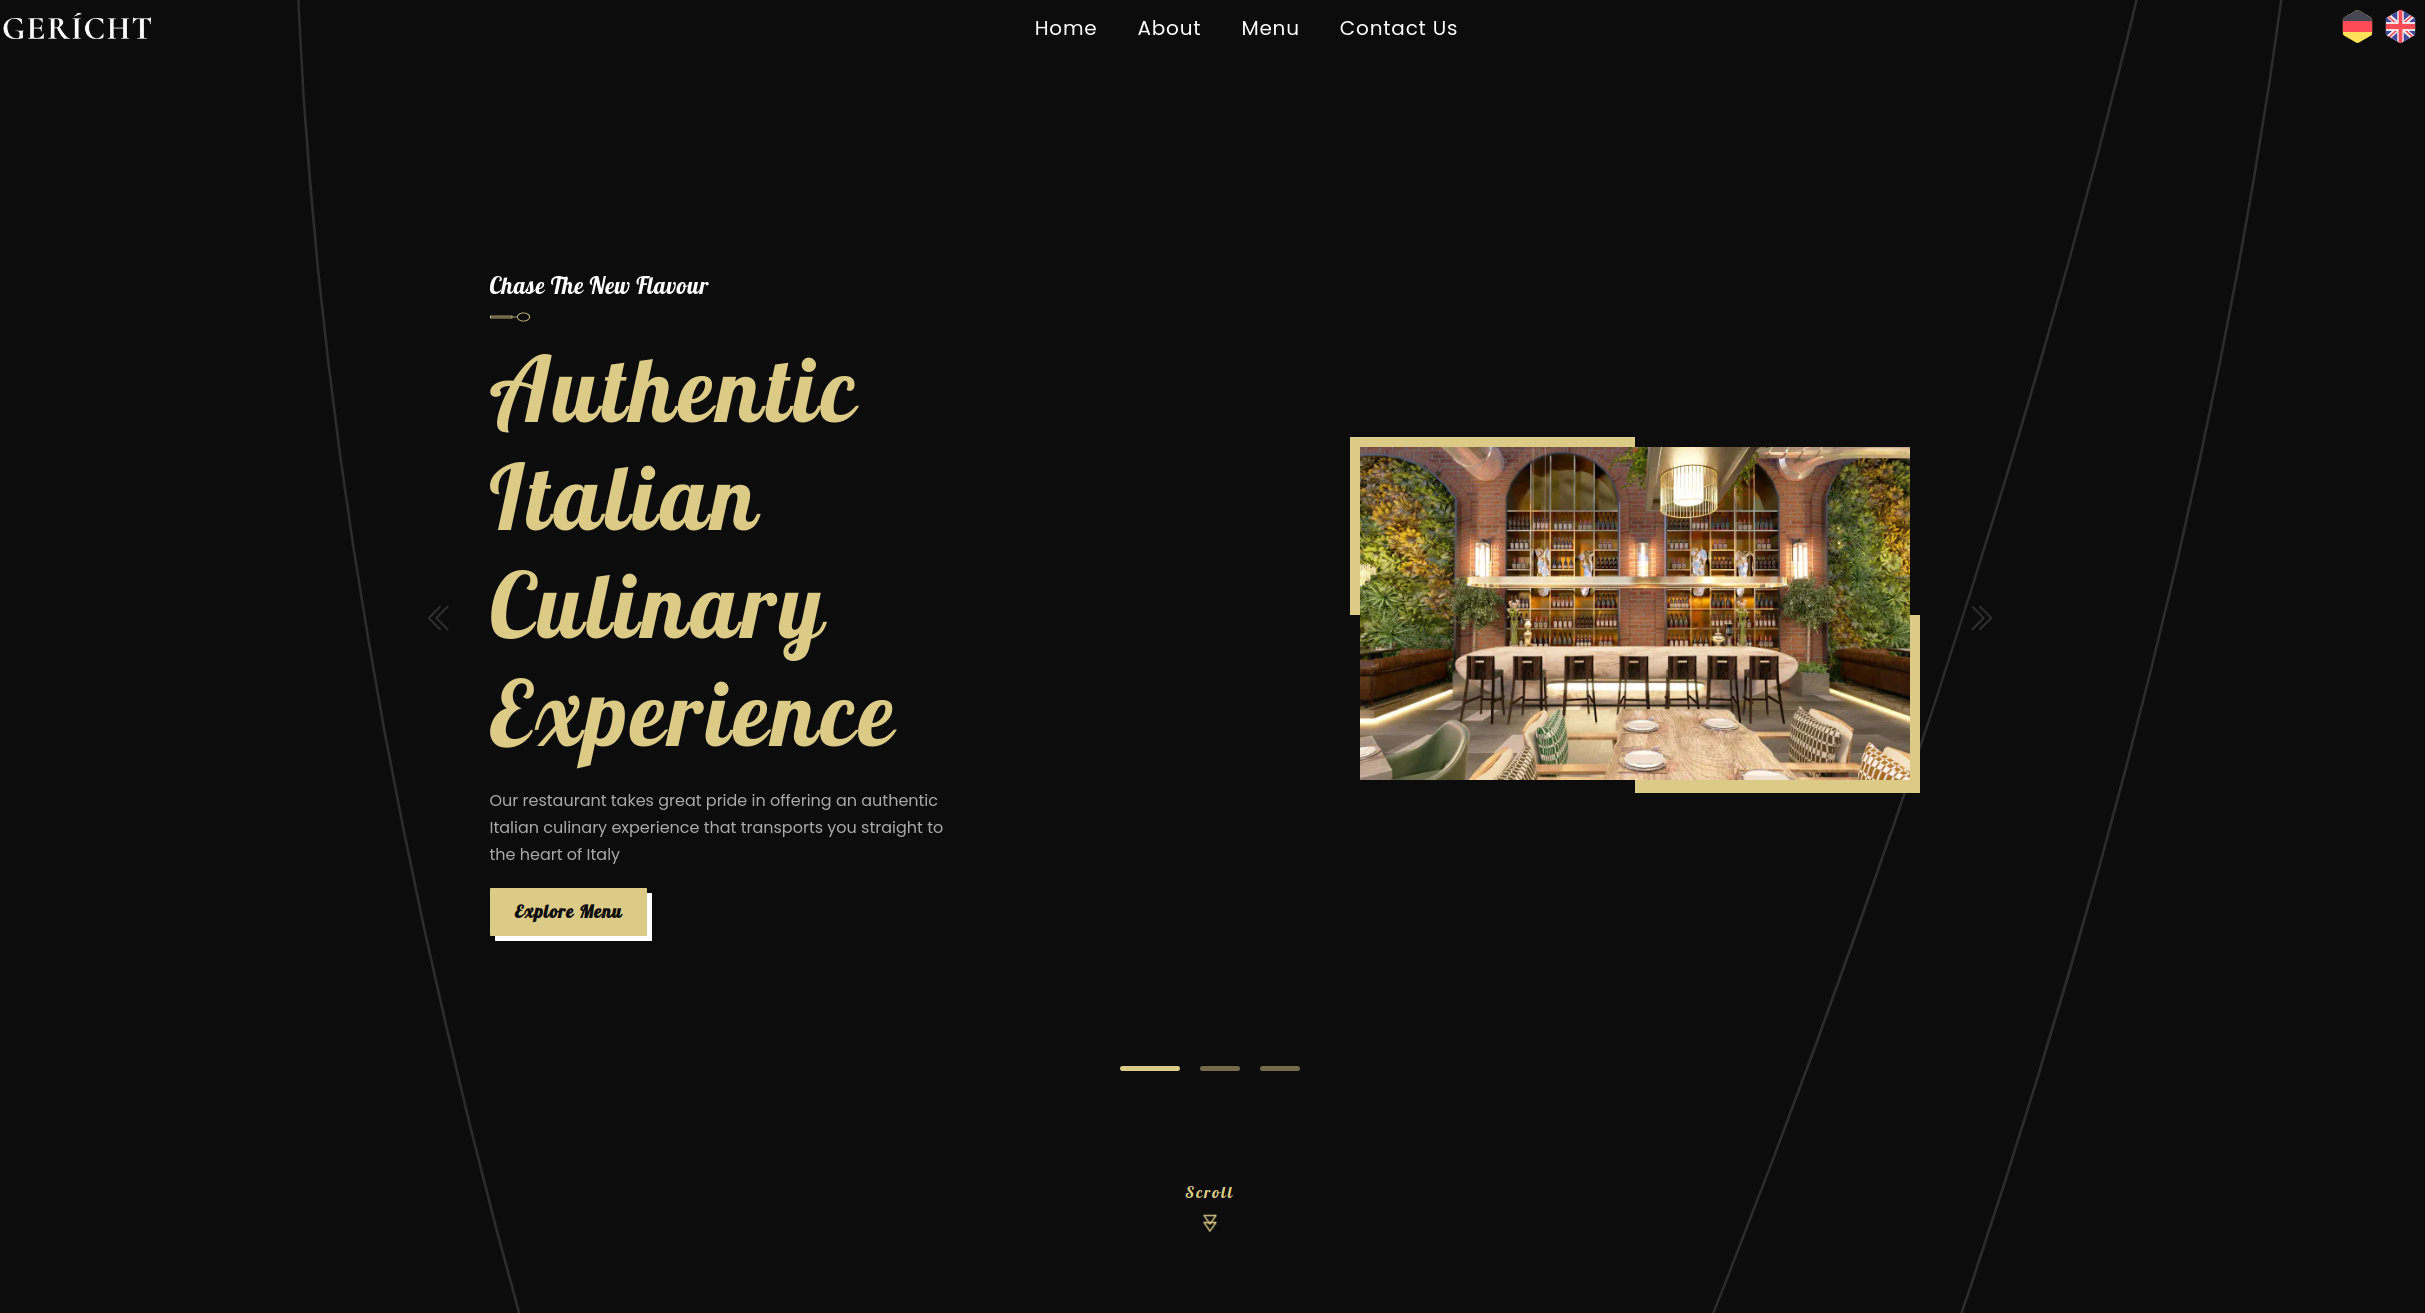 GERÍCHT
Home About Menu Contact Us
Chase The New Flavour
Authentic
Italian
Culinary
Experience
Our restaurant takes great pride in offering an authentic
Italian culinary experience that transports you straight to
the heart of Italy
Explore Menu
Scroll